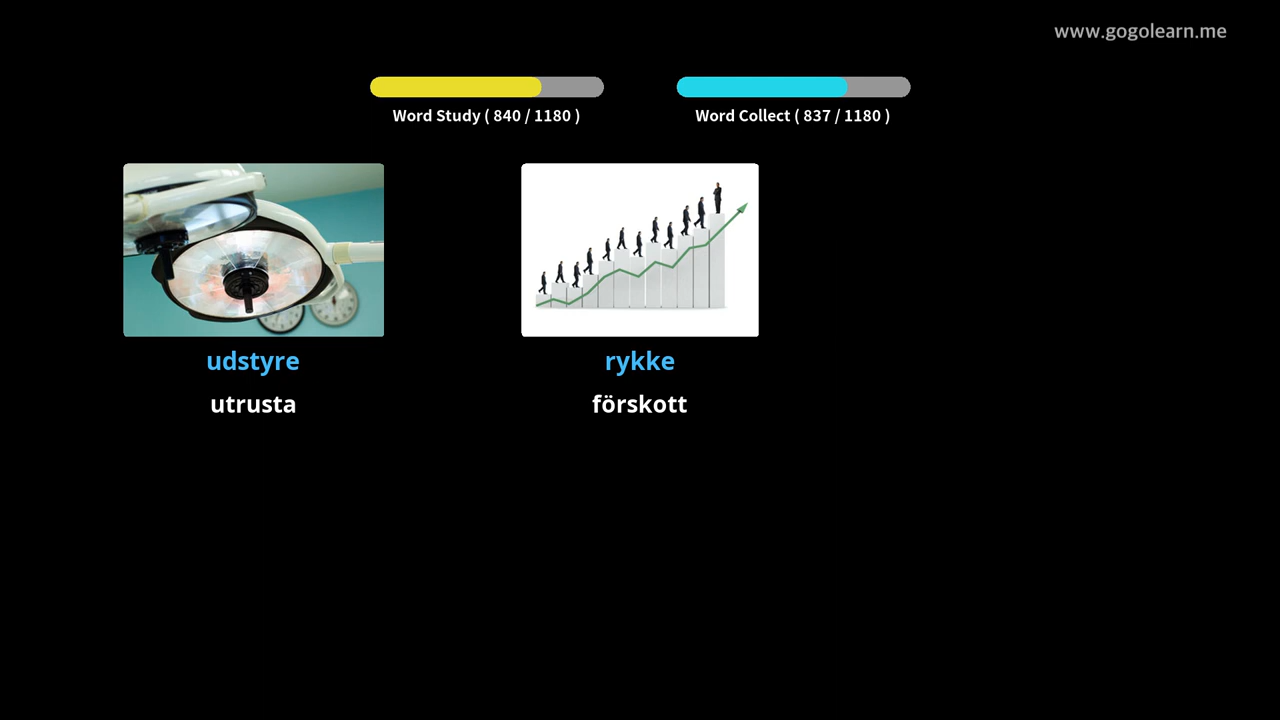 www.gogolearn.me
Word Study ( 840 / 1180 )
Word Collect ( 837 / 1180 )
udstyre
rykke
utrusta
förskott